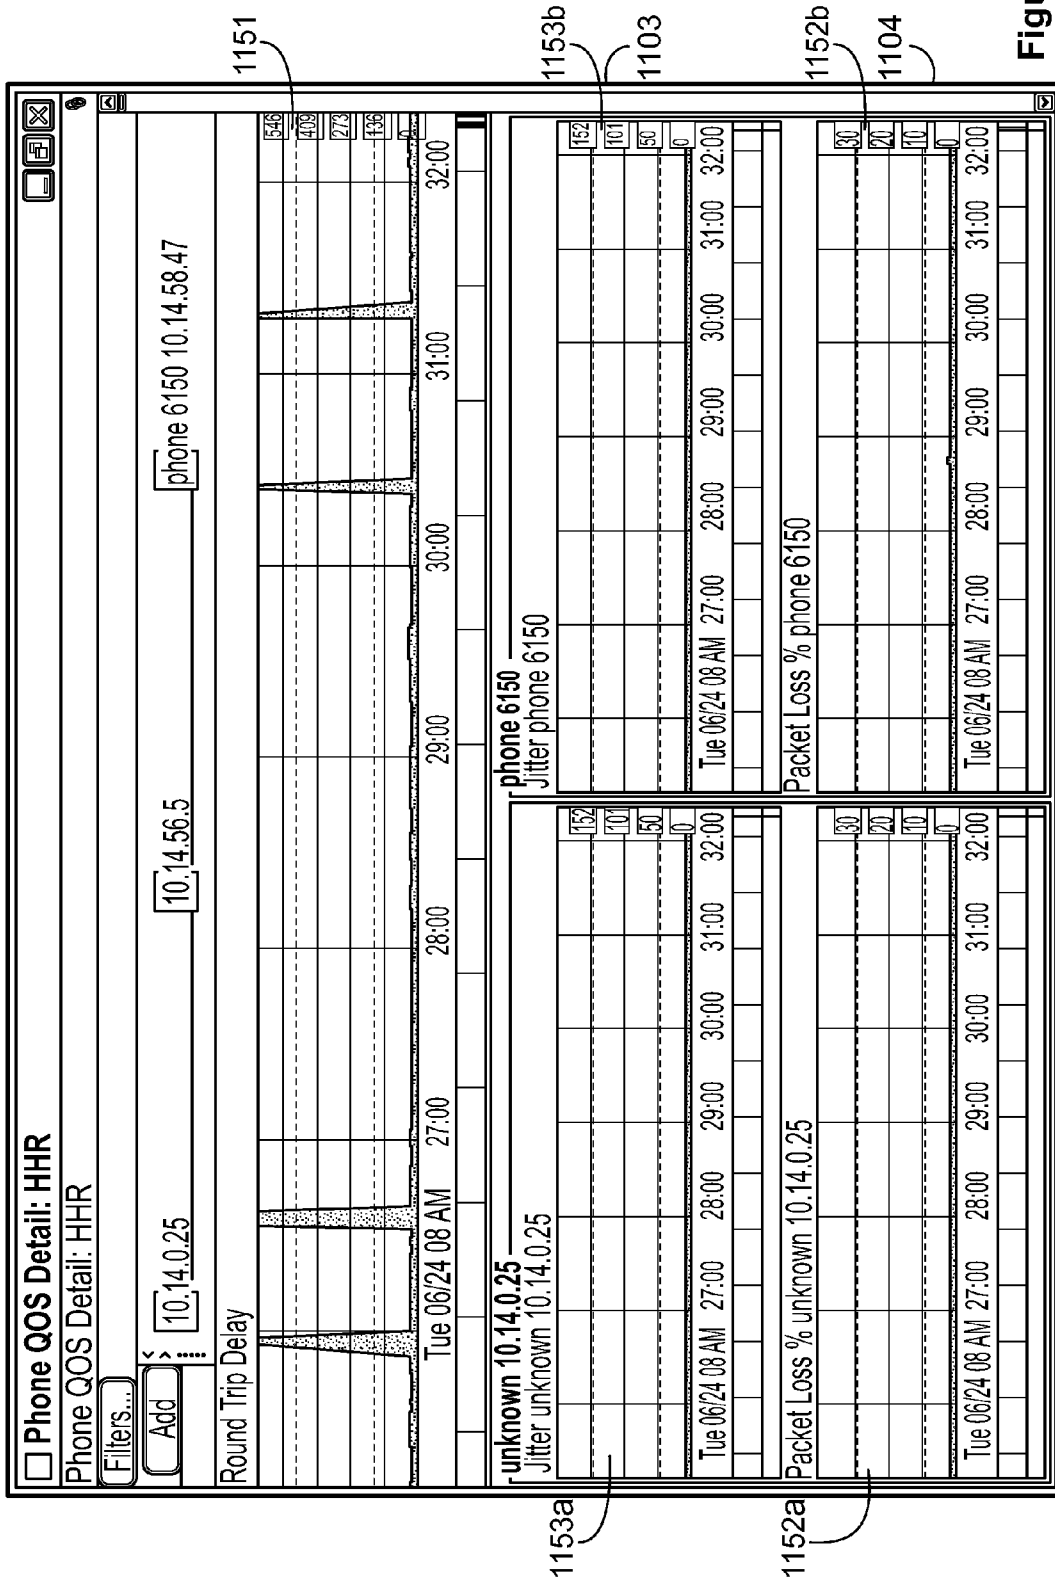 Phone QOS Detail: HHR
Phone QOS Detail: HHR
Filters...
Add
10.14.0.25
10.14.56.5
phone 6150 10.14.58.47
Round Trip Delay
546
409
273
136
0
Tue 06/24 08 AM 27:00 28:00 29:00 30:00 31:00 32:00
1151
unknown 10.14.0.25
Jitter unknown 10.14.0.25
152
101
50
0
Tue 06/24 08 AM 27:00 28:00 29:00 30:00 31:00 32:00
1153a
phone 6150
Jitter phone 6150
152
101
50
0
Tue 06/24 08 AM 27:00 28:00 29:00 30:00 31:00 32:00
1153b
1103
Packet Loss % unknown 10.14.0.25
30
20
10
0
Tue 06/24 08 AM 27:00 28:00 29:00 30:00 31:00 32:00
1152a
Packet Loss % phone 6150
30
20
10
0
Tue 06/24 08 AM 27:00 28:00 29:00 30:00 31:00 32:00
1152b
1104
Figu